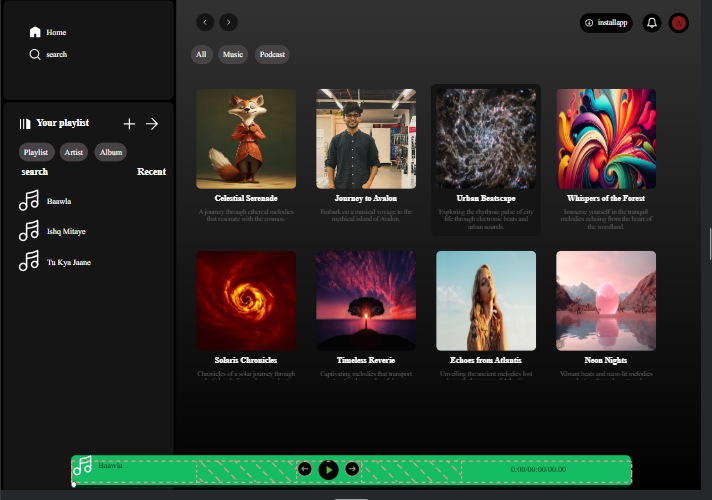 Home
search
Your playlist
Playlist Artist Album
search Recent
Baawla
Ishq Mitaye
Tu Kya Jaane
installapp
A
All Music Podcast
Celestial Serenade
A journey through ethereal melodies
that resonate with the cosmos.
Journey to Avalon
Embark on a musical voyage to the
mythical island of Avalon.
Urban Beatscape
Exploring the rhythmic pulse of city
life through electronic beats and
urban sounds.
Whispers of the Forest
Immerse yourself in the tranquil
melodies echoing from the heart of
the woodland.
Solaris Chronicles
Chronicles of a solar journey through
Timeless Reverie
Captivating melodies that transport
Echoes from Atlantis
Unveiling the ancient melodies lost
Neon Nights
Vibrant beats and neon-lit melodies
Baawla
0:00/00:00/00.00